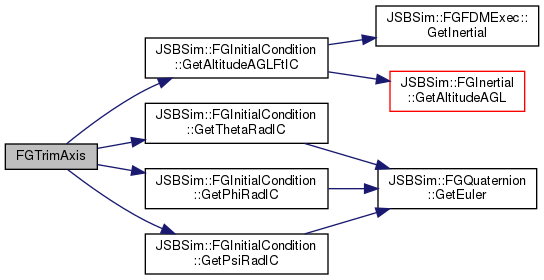 FGTrimAxis
JSBSim::FGInitialCondition
::GetAltitudeAGLFtIC
JSBSim::FGInitialCondition
::GetThetaRadIC
JSBSim::FGInitialCondition
::GetPhiRadIC
JSBSim::FGInitialCondition
::GetPsiRadIC
JSBSim::FGFDMExec::
GetInertial
JSBSim::FGInertial
::GetAltitudeAGL
JSBSim::FGQuaternion
::GetEuler